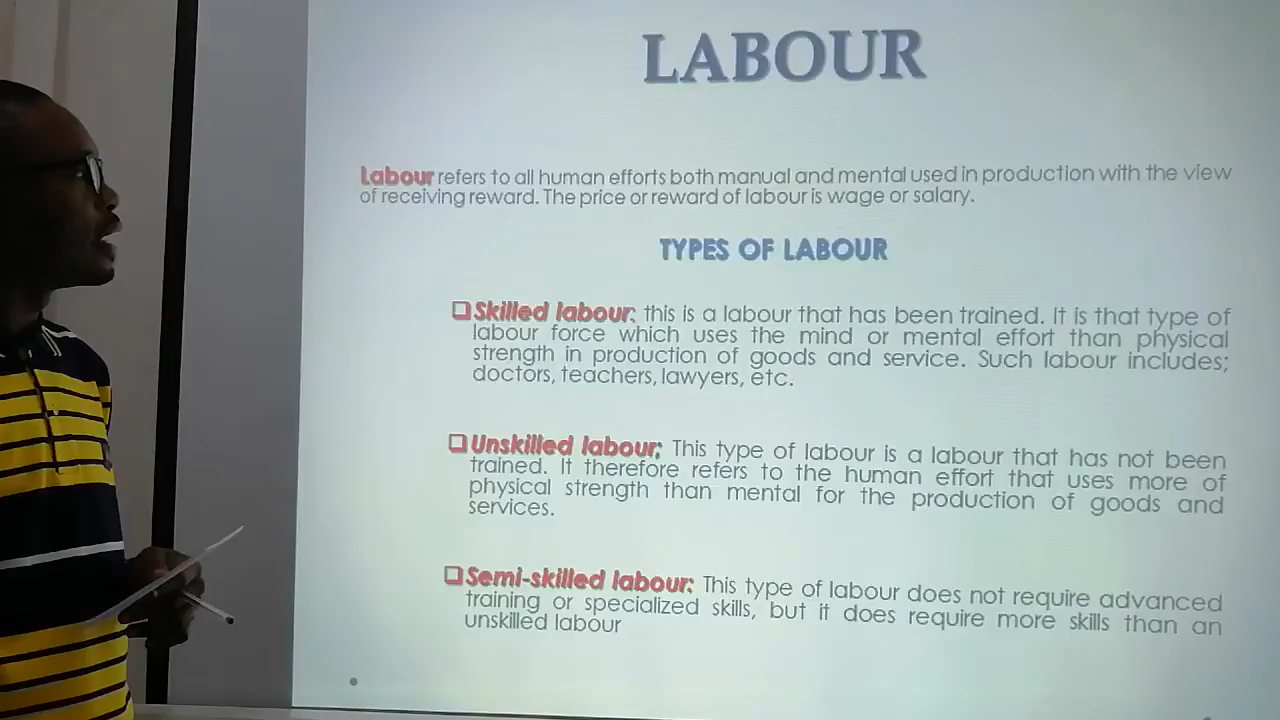 LABOUR
Labour refers to all human efforts both manual and mental used in production with the view
of receiving reward. The price or reward of labour is wage or salary.
TYPES OF LABOUR
❑Skilled labour: this is a labour that has been trained. It is that type of
labour force which uses the mind or mental effort than physical
strength in production of goods and service. Such labour includes;
doctors, teachers, lawyers, etc.
❑Unskilled labour: This type of labour is a labour that has not been
trained. It therefore refers to the human effort that uses more of
physical strength than mental for the production of goods and
services.
❑Semi-skilled labour: This type of labour does not require advanced
training or specialized skills, but it does require more skills than an
unskilled labour